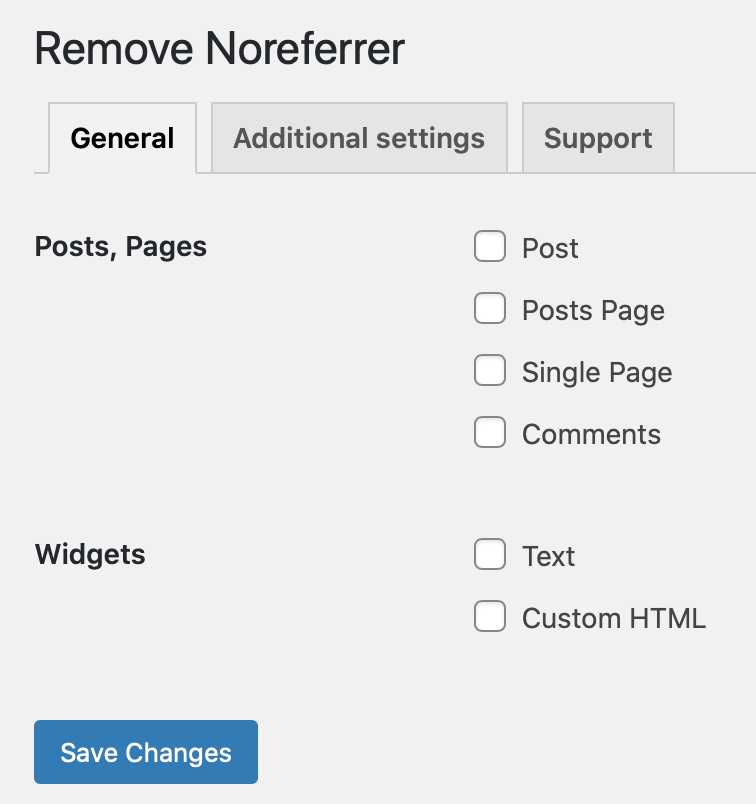 Remove Noreferrer
General Additional settings Support
Posts, Pages
Post
Posts Page
Single Page
Comments
Widgets
Text
Custom HTML
Save Changes